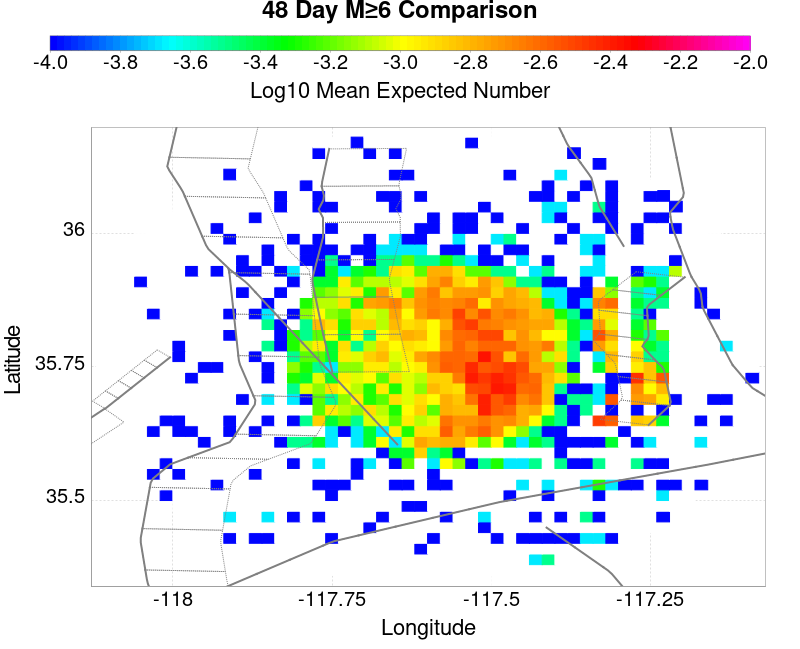 48 Day M≥6 Comparison
-4.0 -3.8 -3.6 -3.4 -3.2 -3.0 -2.8 -2.6 -2.4 -2.2 -2.0
Log10 Mean Expected Number
36
35.75
35.5
Latitude
-118 -117.75 -117.5 -117.25
Longitude